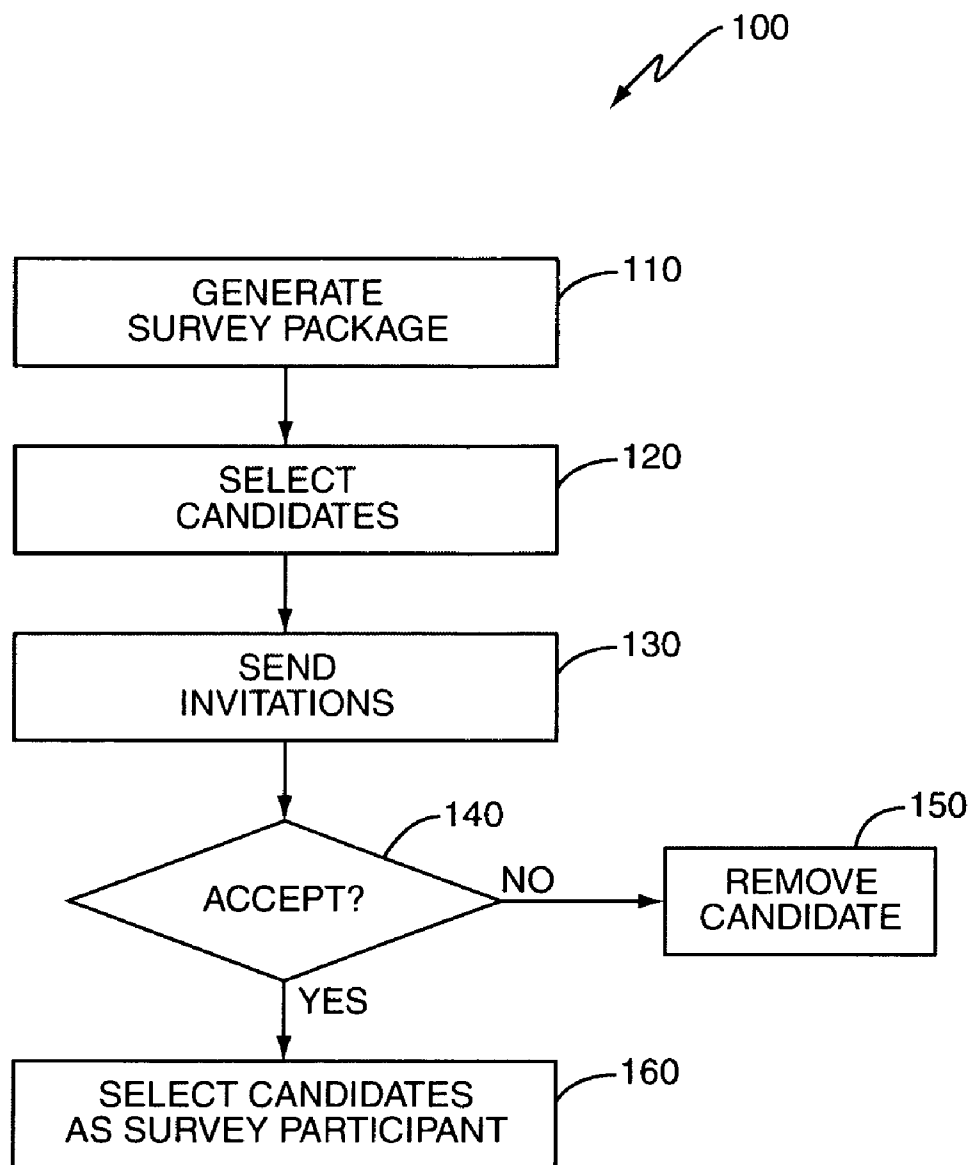 100
GENERATE
SURVEY PACKAGE
110
SELECT
CANDIDATES
120
SEND
INVITATIONS
130
ACCEPT?
140
NO
REMOVE
CANDIDATE
150
YES
SELECT CANDIDATES
AS SURVEY PARTICIPANT
160